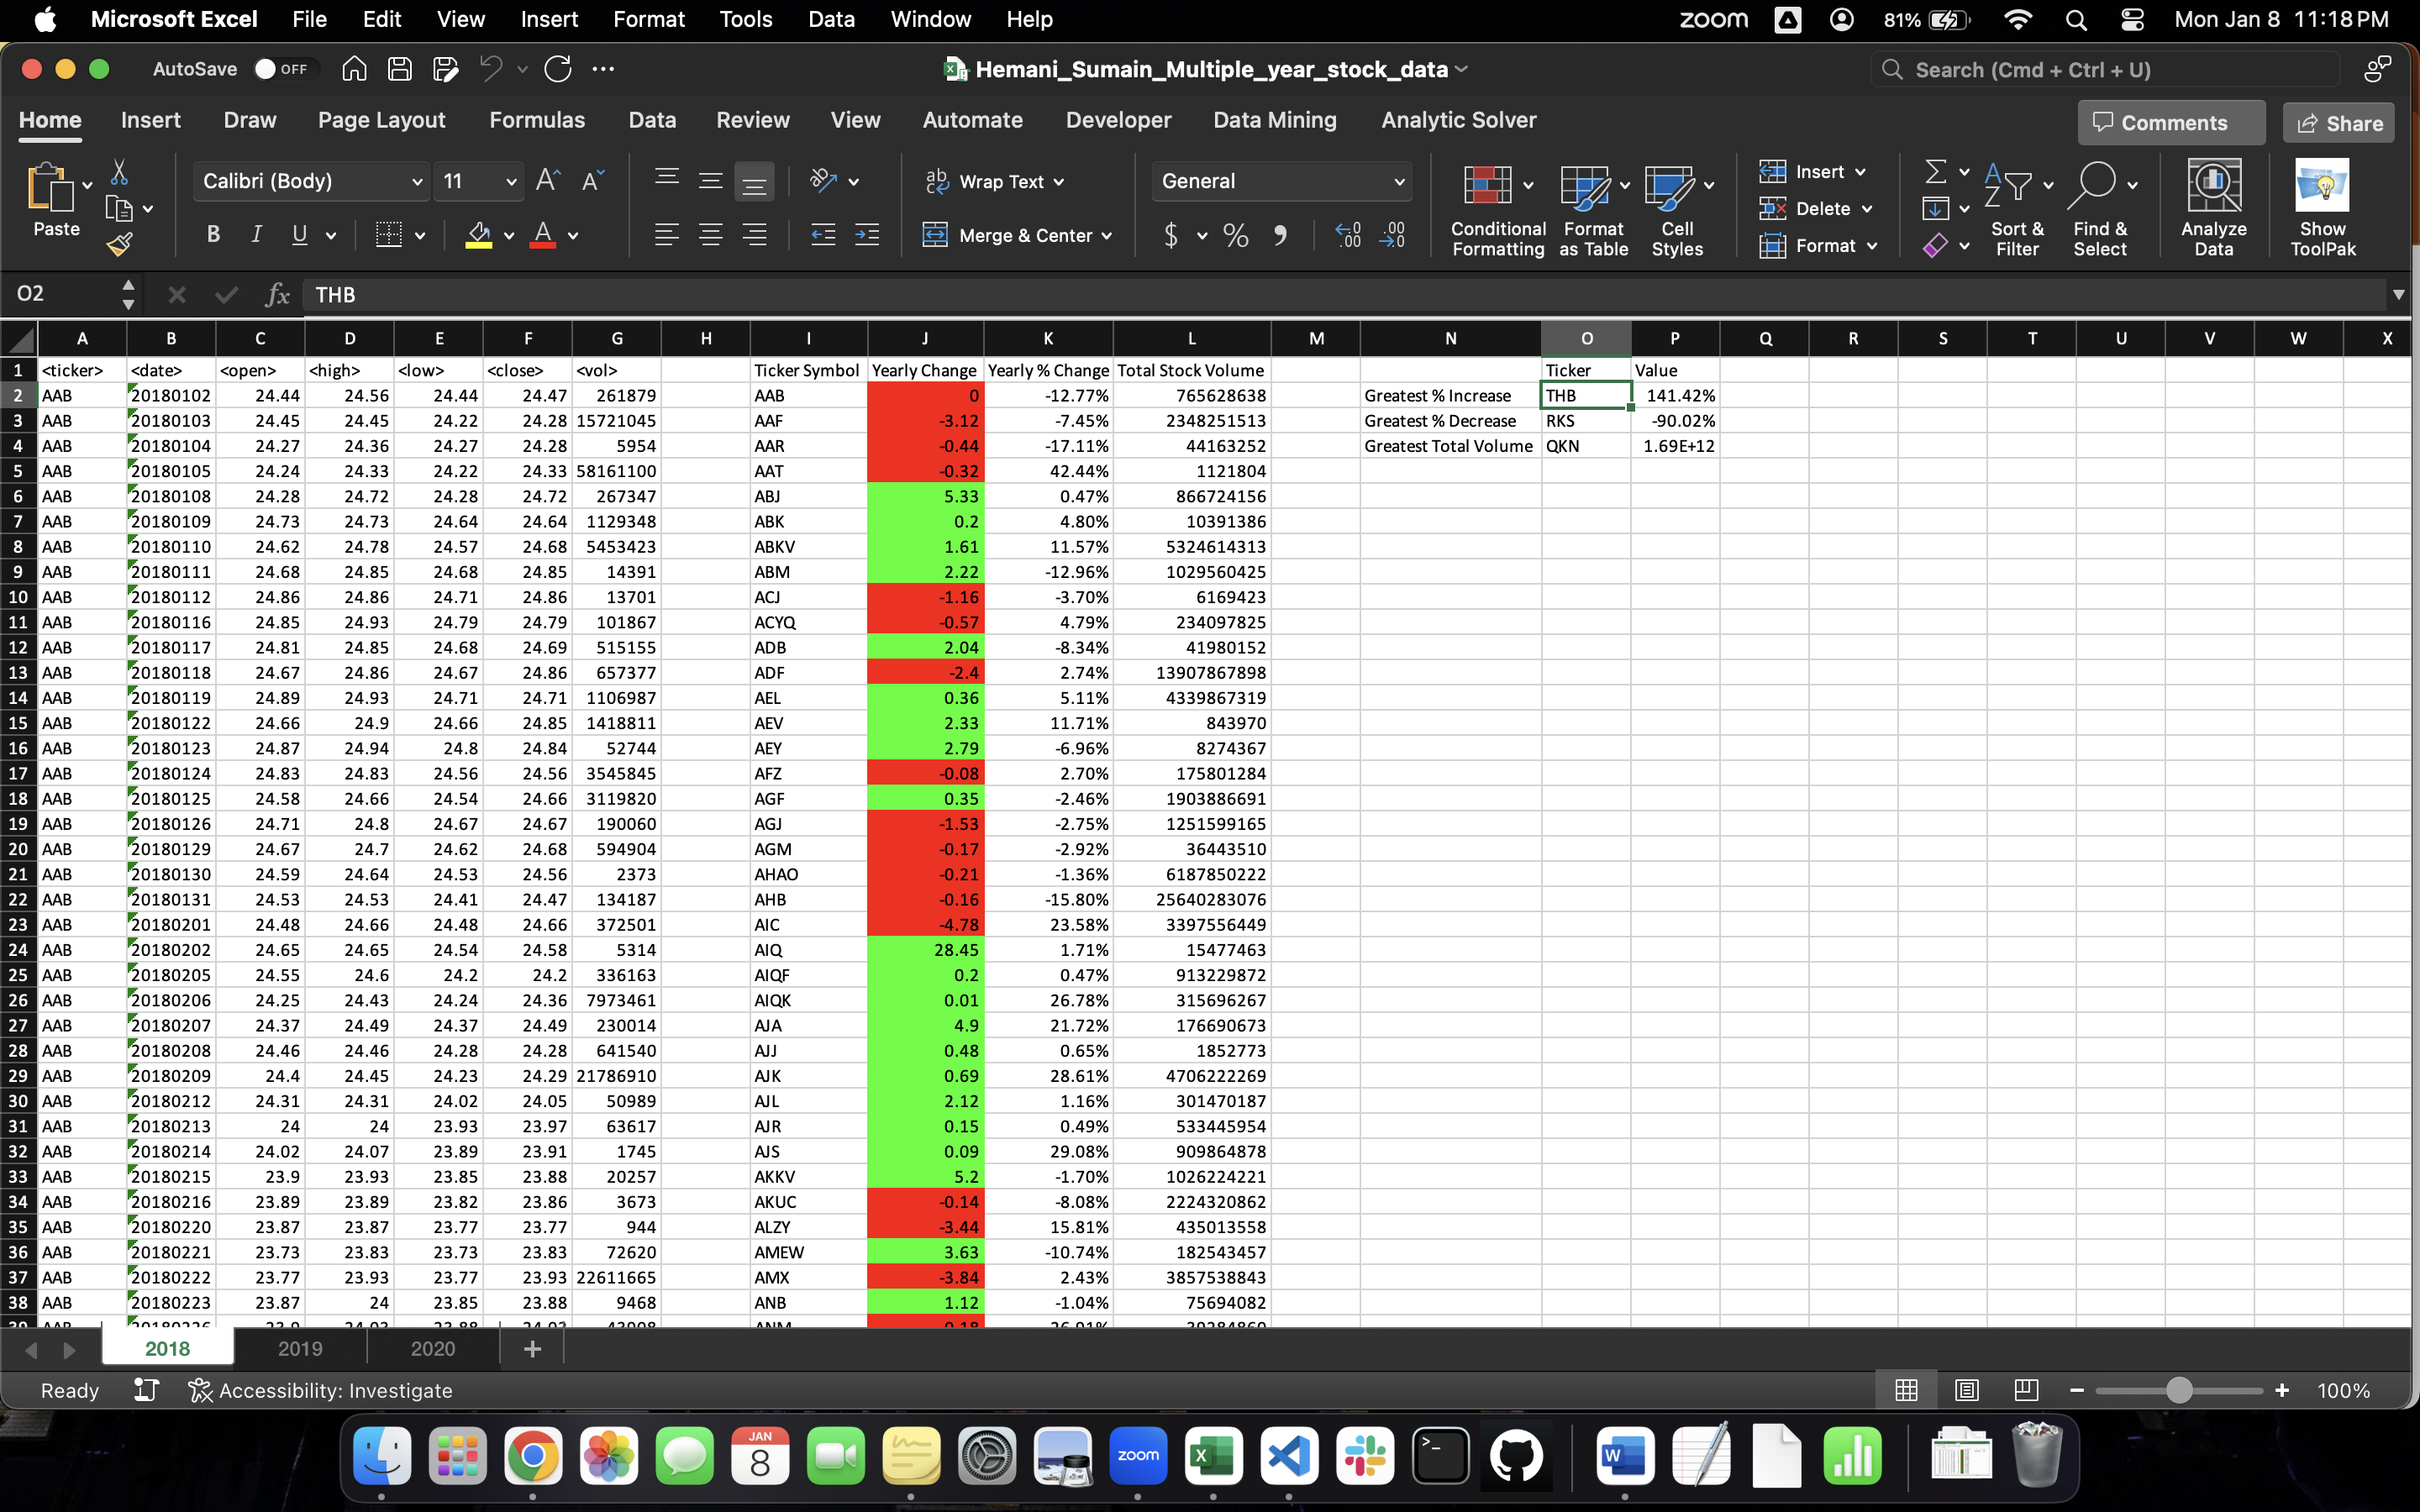 Microsoft Excel File Edit View Insert Format Tools Data Window Help zoom 81% Mon Jan 8 11:18 PM
AutoSave OFF Hemani_Sumain_Multiple_year_stock_data Search (Cmd + Ctrl + U)
Home Insert Draw Page Layout Formulas Data Review View Automate Developer Data Mining Analytic Solver Comments Share
Paste Calibri (Body) 11 Wrap Text General Insert
Merge & Center Conditional Formatting Format as Table Cell Styles Delete Format Sort & Filter Find & Select Analyze Data Show ToolPak
O2 fx THB
A B C D E F G H I J K L M N O P Q R S T U V W X
1 <ticker> <date> <open> <high> <low> <close> <vol> Ticker Symbol Yearly Change Yearly % Change Total Stock Volume Ticker Value
2 AAB 20180102 24.44 24.56 24.44 24.47 261879 AAB 0 -12.77% 765628638 Greatest % Increase THB 141.42%
3 AAB 20180103 24.45 24.45 24.22 24.28 15721045 AAF -3.12 -7.45% 2348251513 Greatest % Decrease RKS -90.02%
4 AAB 20180104 24.27 24.36 24.27 24.28 5954 AAR -0.44 -17.11% 44163252 Greatest Total Volume QKN 1.69E+12
5 AAB 20180105 24.24 24.33 24.22 24.33 58161100 AAT -0.32 42.44% 1121804
6 AAB 20180108 24.28 24.72 24.28 24.72 267347 ABJ 5.33 0.47% 866724156
7 AAB 20180109 24.73 24.73 24.64 24.64 1129348 ABK 0.2 4.80% 10391386
8 AAB 20180110 24.62 24.78 24.57 24.68 5453423 ABKV 1.61 11.57% 5324614313
9 AAB 20180111 24.68 24.85 24.68 24.85 14391 ABM 2.22 -12.96% 1029560425
10 AAB 20180112 24.86 24.86 24.71 24.86 13701 ACJ -1.16 -3.70% 6169423
11 AAB 20180116 24.85 24.93 24.79 24.79 101867 ACYQ -0.57 4.79% 234097825
12 AAB 20180117 24.81 24.85 24.68 24.69 515155 ADB 2.04 -8.34% 41980152
13 AAB 20180118 24.67 24.86 24.67 24.86 657377 ADF -2.4 2.74% 13907867898
14 AAB 20180119 24.89 24.93 24.71 24.71 1106987 AEL 0.36 5.11% 4339867319
15 AAB 20180122 24.66 24.9 24.66 24.85 1418811 AEV 2.33 11.71% 843970
16 AAB 20180123 24.87 24.94 24.8 24.84 52744 AEY 2.79 -6.96% 8274367
17 AAB 20180124 24.83 24.83 24.56 24.56 3545845 AFZ -0.08 2.70% 175801284
18 AAB 20180125 24.58 24.66 24.54 24.66 3119820 AGF 0.35 -2.46% 1903886691
19 AAB 20180126 24.71 24.8 24.67 24.67 190060 AGJ -1.53 -2.75% 1251599165
20 AAB 20180129 24.67 24.7 24.62 24.68 594904 AGM -0.17 -2.92% 36443510
21 AAB 20180130 24.59 24.64 24.53 24.56 2373 AHAO -0.21 -1.36% 6187850222
22 AAB 20180131 24.53 24.53 24.41 24.47 134187 AHB -0.16 -15.80% 25640283076
23 AAB 20180201 24.48 24.66 24.48 24.66 372501 AIC -4.78 23.58% 3397556449
24 AAB 20180202 24.65 24.65 24.54 24.58 5314 AIQ 28.45 1.71% 15477463
25 AAB 20180205 24.55 24.6 24.2 24.2 336163 AIQF 0.2 0.47% 913229872
26 AAB 20180206 24.25 24.43 24.24 24.36 7973461 AIQK 0.01 26.78% 315696267
27 AAB 20180207 24.37 24.49 24.37 24.49 230014 AJA 4.9 21.72% 176690673
28 AAB 20180208 24.46 24.46 24.28 24.28 641540 AJJ 0.48 0.65% 1852773
29 AAB 20180209 24.4 24.45 24.23 24.29 21786910 AJK 0.69 28.61% 4706222269
30 AAB 20180212 24.31 24.31 24.02 24.05 50989 AJL 2.12 1.16% 301470187
31 AAB 20180213 24 24 23.93 23.97 63617 AJR 0.15 0.49% 533445954
32 AAB 20180214 24.02 24.07 23.89 23.91 1745 AJS 0.09 29.08% 909864878
33 AAB 20180215 23.9 23.93 23.85 23.88 20257 AKKV 5.2 -1.70% 1026224221
34 AAB 20180216 23.89 23.89 23.82 23.86 3673 AKUC -0.14 -8.08% 2224320862
35 AAB 20180220 23.87 23.87 23.77 23.77 944 ALZY -3.44 15.81% 435013558
36 AAB 20180221 23.73 23.83 23.73 23.83 72620 AMEW 3.63 -10.74% 182543457
37 AAB 20180222 23.77 23.93 23.77 23.93 22611665 AMX -3.84 2.43% 3857538843
38 AAB 20180223 23.87 24 23.85 23.88 9468 ANB 1.12 -1.04% 75694082
2018 2019 2020 +
Ready Accessibility: Investigate 100%
JAN 8 zoom